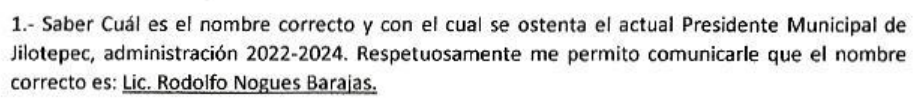 1.- Saber Cuál es el nombre correcto y con el cual se ostenta el actual Presidente Municipal de
Jilotepec, administración 2022-2024. Respetuosamente me permito comunicarle que el nombre
correcto es: Lic. Rodolfo Nogues Barajas.